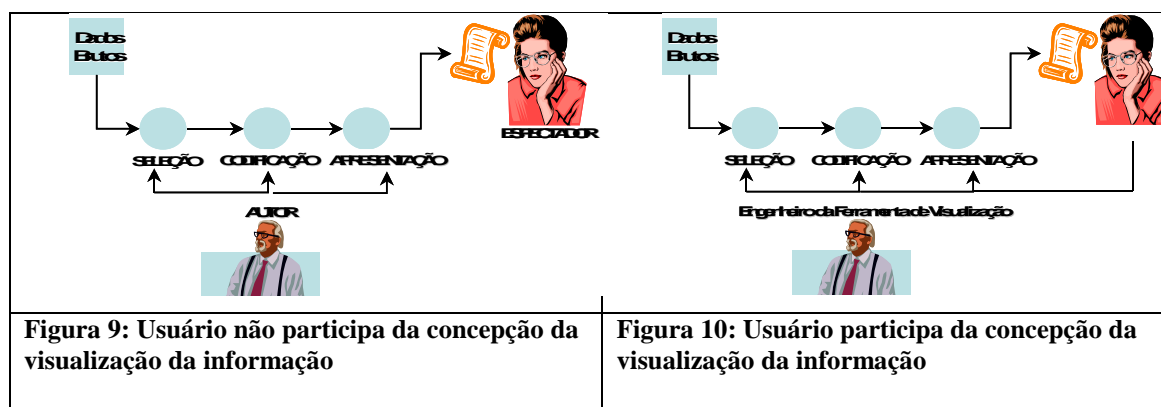 Dados
Brutos
SELEÇÃO CODIFICAÇÃO APRESENTAÇÃO
ESPECTADOR
AUTOR
Figura 9: Usuário não participa da concepção da
visualização da informação
Dados
Brutos
SELEÇÃO CODIFICAÇÃO APRESENTAÇÃO
Engenheiro da Ferramenta de Visualização
Figura 10: Usuário participa da concepção da
visualização da informação